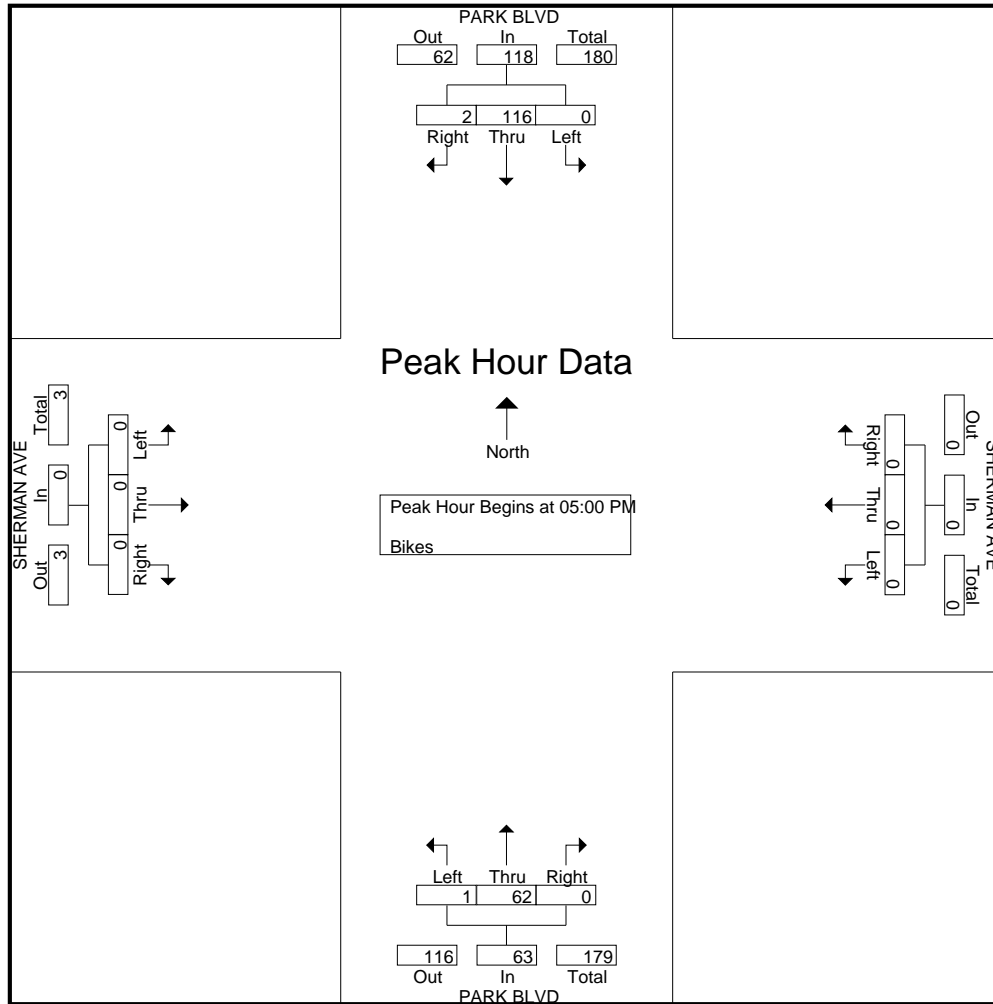 PARK BLVD
Out In Total
62 118 180
2 116 0
Right Thru Left
Peak Hour Data
North
Peak Hour Begins at 05:00 PM
Bikes
SHERMAN AVE
Out In Total
3 0 3
0 0 0
Right Thru Left
SHERMAN AVE
Out In Total
0 0 0
0 0 0
Right Thru Left
Left Thru Right
1 62 0
116 63 179
Out In Total
PARK BLVD